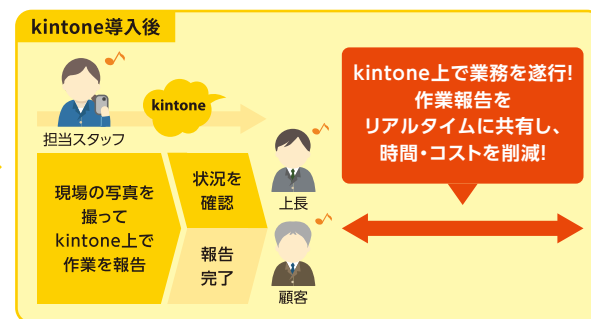 kintone導入後
kintone
担当スタッフ
現場の写真を
撮って
kintone上で
作業を報告
状況を
確認
報告
完了
上長
顧客
kintone上で業務を遂行!
作業報告を
リアルタイムに共有し、
時間・コストを削減!